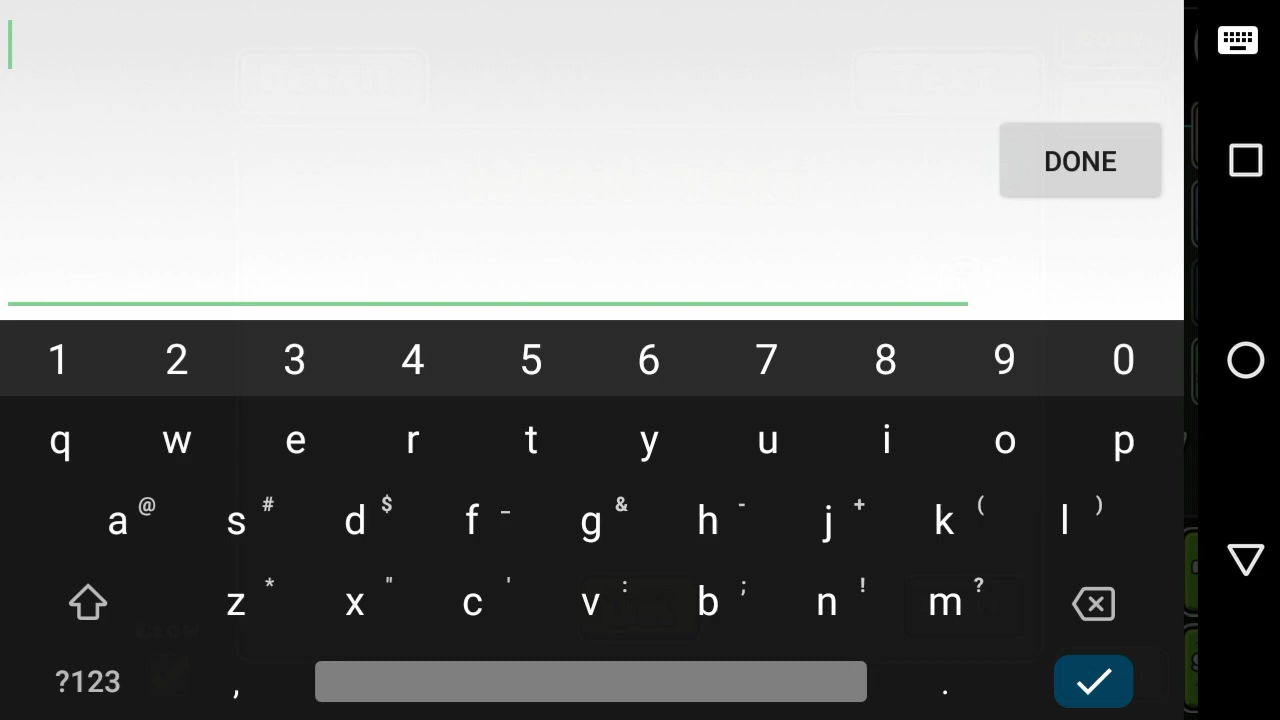 DONE
1 2 3 4 5 6 7 8 9 0
q w e r t y u i o p
a @ s # d $ f _ g & h - j + k ( l )
z * x " c ' v : b ; n ! m ?
?123 , .